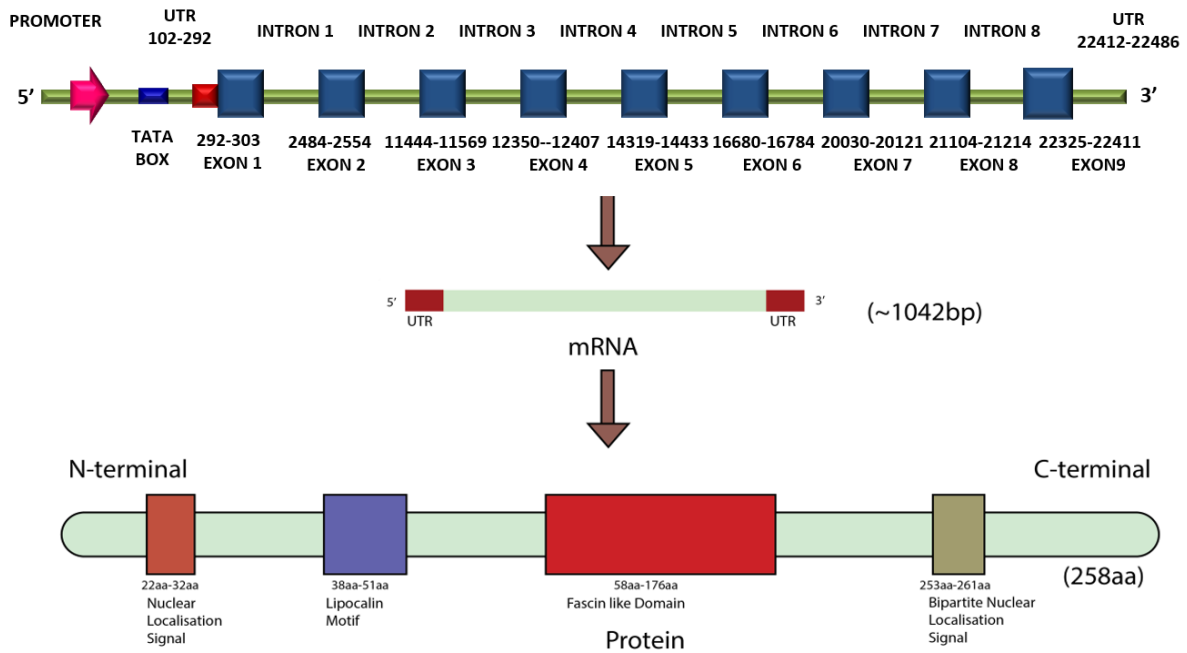 PROMOTER
UTR
102-292
INTRON 1
INTRON 2
INTRON 3
INTRON 4
INTRON 5
INTRON 6
INTRON 7
INTRON 8
UTR
22412-22486
5’
3’
TATA
BOX
292-303
EXON 1
2484-2554
EXON 2
11444-11569
EXON 3
12350--12407
EXON 4
14319-14433
EXON 5
16680-16784
EXON 6
20030-20121
EXON 7
21104-21214
EXON 8
22325-22411
EXON9
5’
3’
UTR
UTR
(~1042bp)
mRNA
N-terminal
C-terminal
22aa-32aa
Nuclear
Localisation
Signal
38aa-51aa
Lipocalin
Motif
58aa-176aa
Fascin like Domain
253aa-261aa
Bipartite Nuclear
Localisation
Signal
(258aa)
Protein